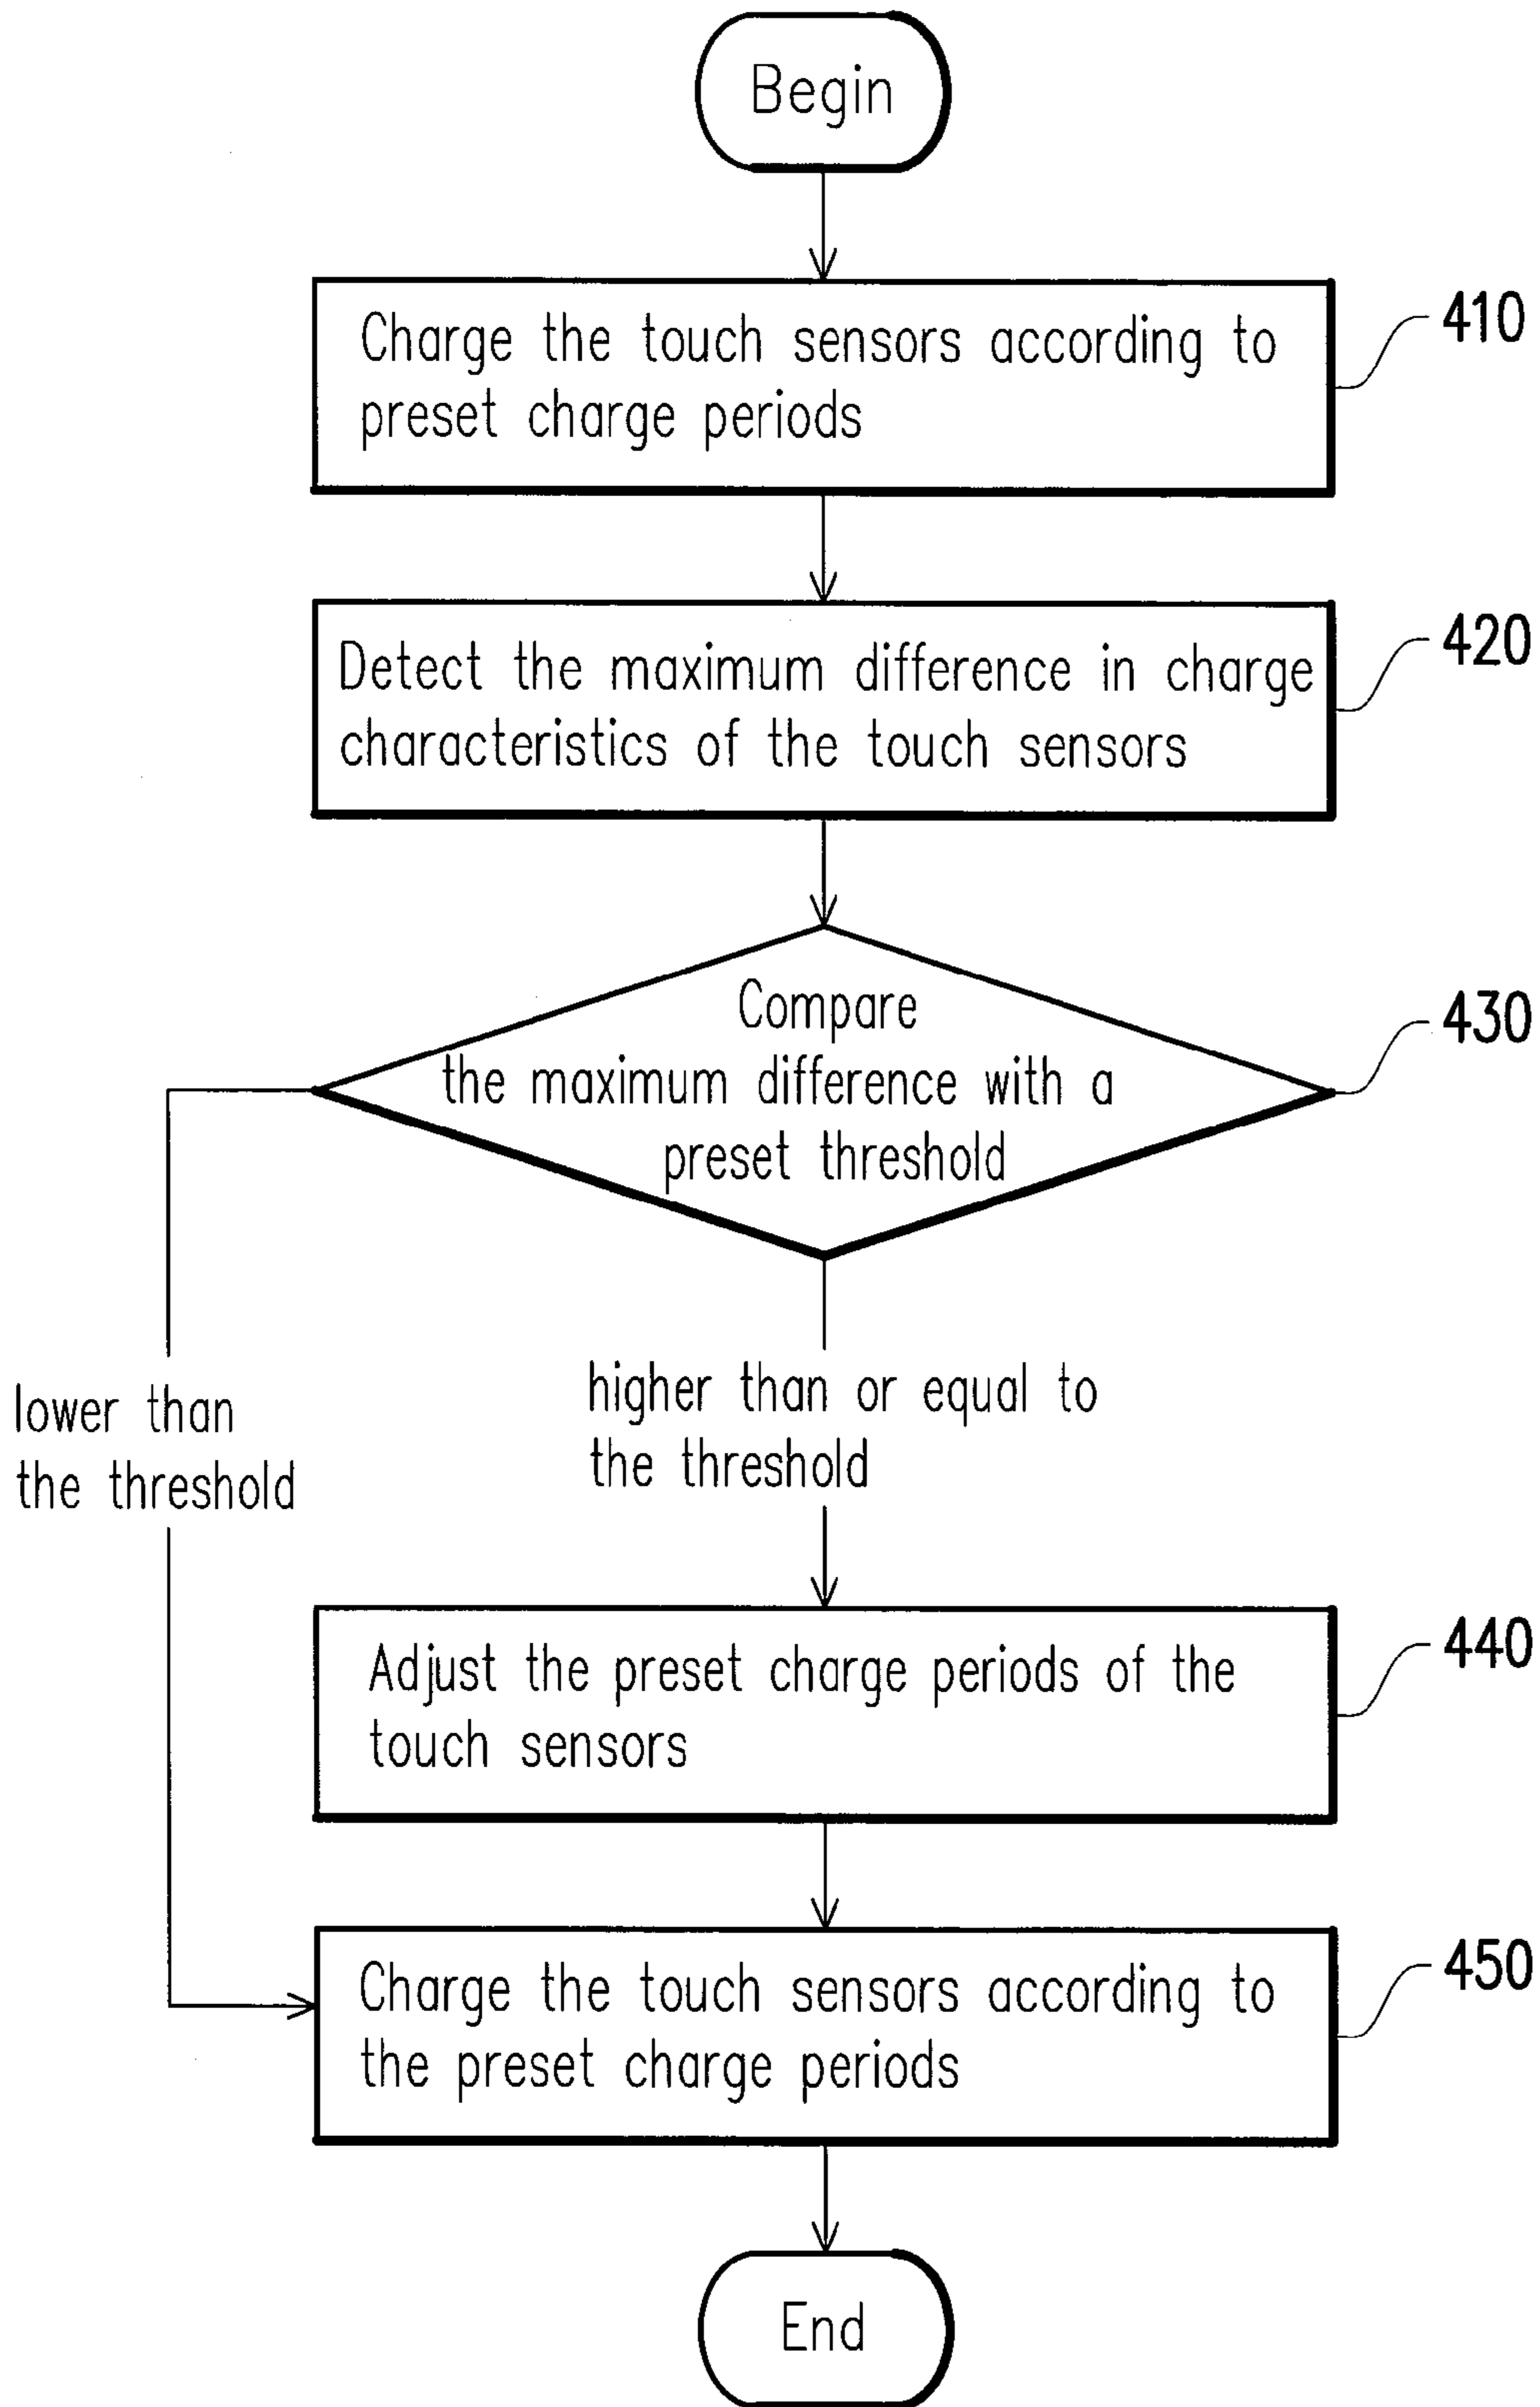 Begin
Charge the touch sensors according to
preset charge periods
410
Detect the maximum difference in charge
characteristics of the touch sensors
420
Compare
the maximum difference with a
preset threshold
430
lower than
the threshold
higher than or equal to
the threshold
Adjust the preset charge periods of the
touch sensors
440
Charge the touch sensors according to
the preset charge periods
450
End